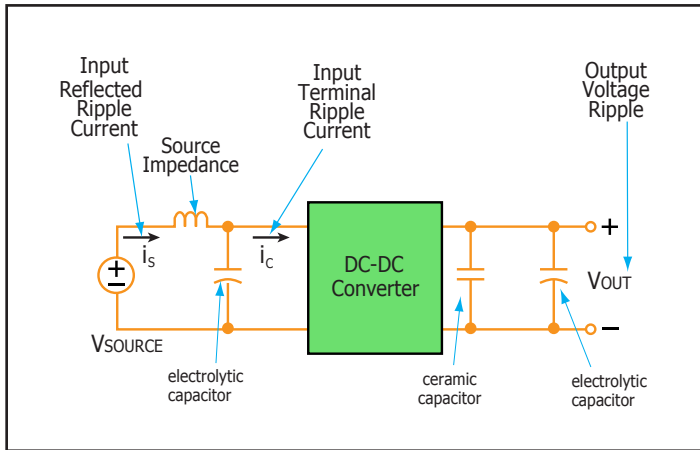 Input
Reflected
Ripple
Current
Source
Impedance
Input
Terminal
Ripple
Current
Output
Voltage
Ripple
iS
iC
DC-DC
Converter
+
−
VSOURCE
+
VOUT
−
electrolytic
capacitor
ceramic
capacitor
electrolytic
capacitor